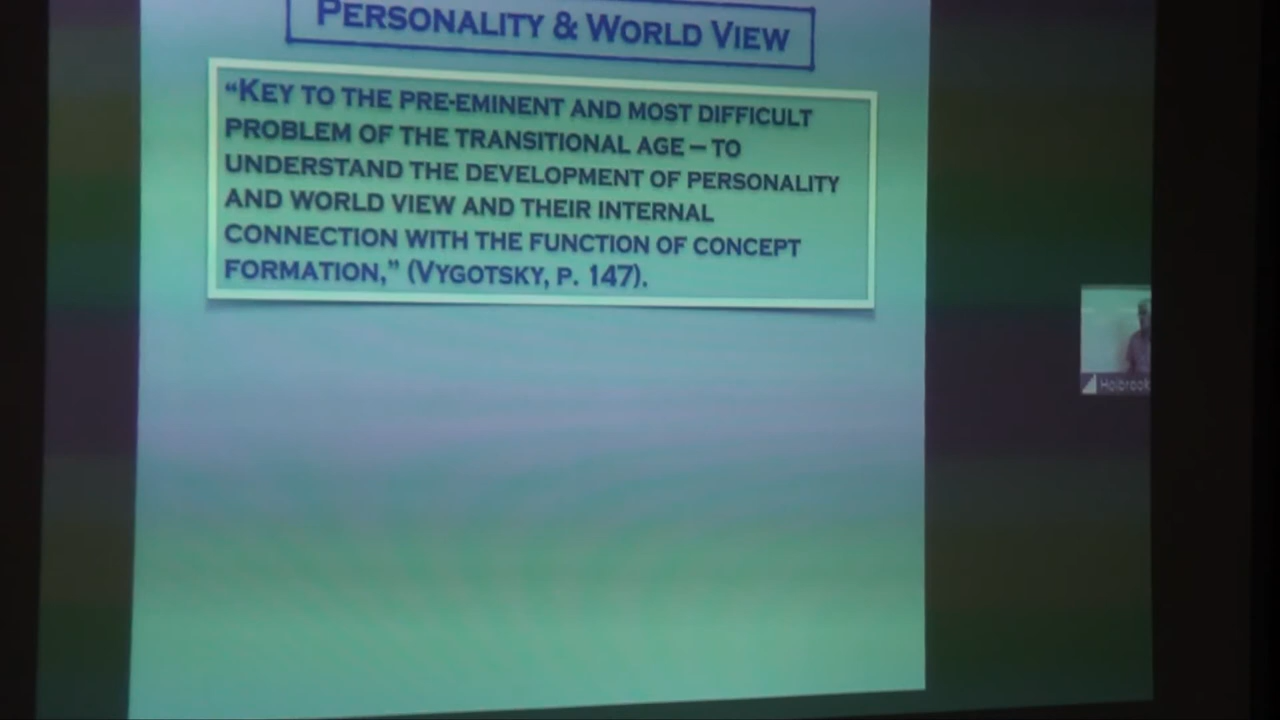 PERSONALITY & WORLD VIEW
“KEY TO THE PRE-EMINENT AND MOST DIFFICULT
PROBLEM OF THE TRANSITIONAL AGE – TO
UNDERSTAND THE DEVELOPMENT OF PERSONALITY
AND WORLD VIEW AND THEIR INTERNAL
CONNECTION WITH THE FUNCTION OF CONCEPT
FORMATION,” (VYGOTSKY, P. 147).
Holbrook